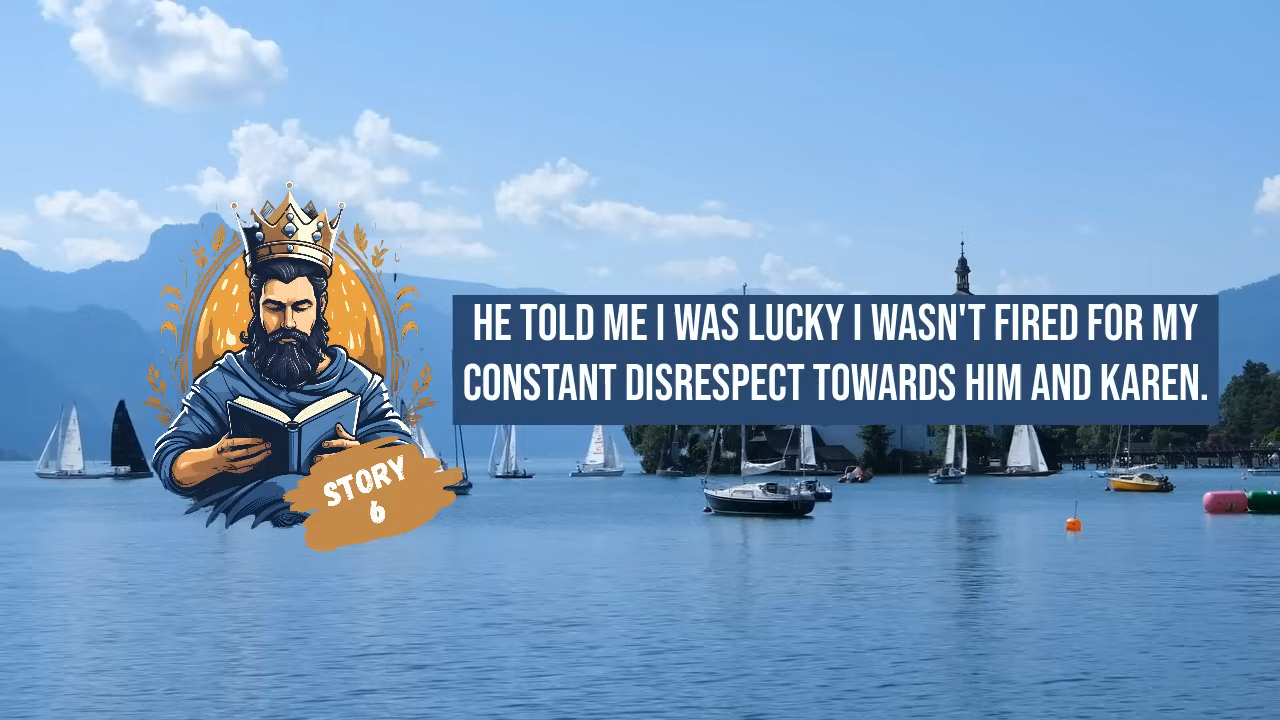 HE TOLD ME I WAS LUCKY I WASN'T FIRED FOR MY
CONSTANT DISRESPECT TOWARDS HIM AND KAREN.
STORY
6